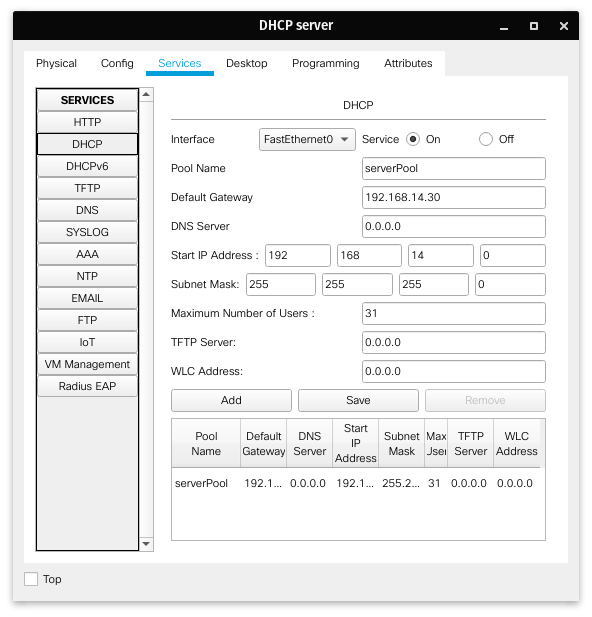 DHCP server
Physical Config Services Desktop Programming Attributes
SERVICES
HTTP
DHCP
DHCPv6
TFTP
DNS
SYSLOG
AAA
NTP
EMAIL
FTP
IoT
VM Management
Radius EAP
DHCP
Interface FastEthernet0 Service On Off
Pool Name serverPool
Default Gateway 192.168.14.30
DNS Server 0.0.0.0
Start IP Address : 192 168 14 0
Subnet Mask: 255 255 255 0
Maximum Number of Users : 31
TFTP Server: 0.0.0.0
WLC Address: 0.0.0.0
Add Save Remove
Pool Name Default Gateway DNS Server Start IP Address Subnet Mask Max User TFTP Server WLC Address
serverPool 192.1... 0.0.0.0 192.1... 255.2... 31 0.0.0.0 0.0.0.0
Top